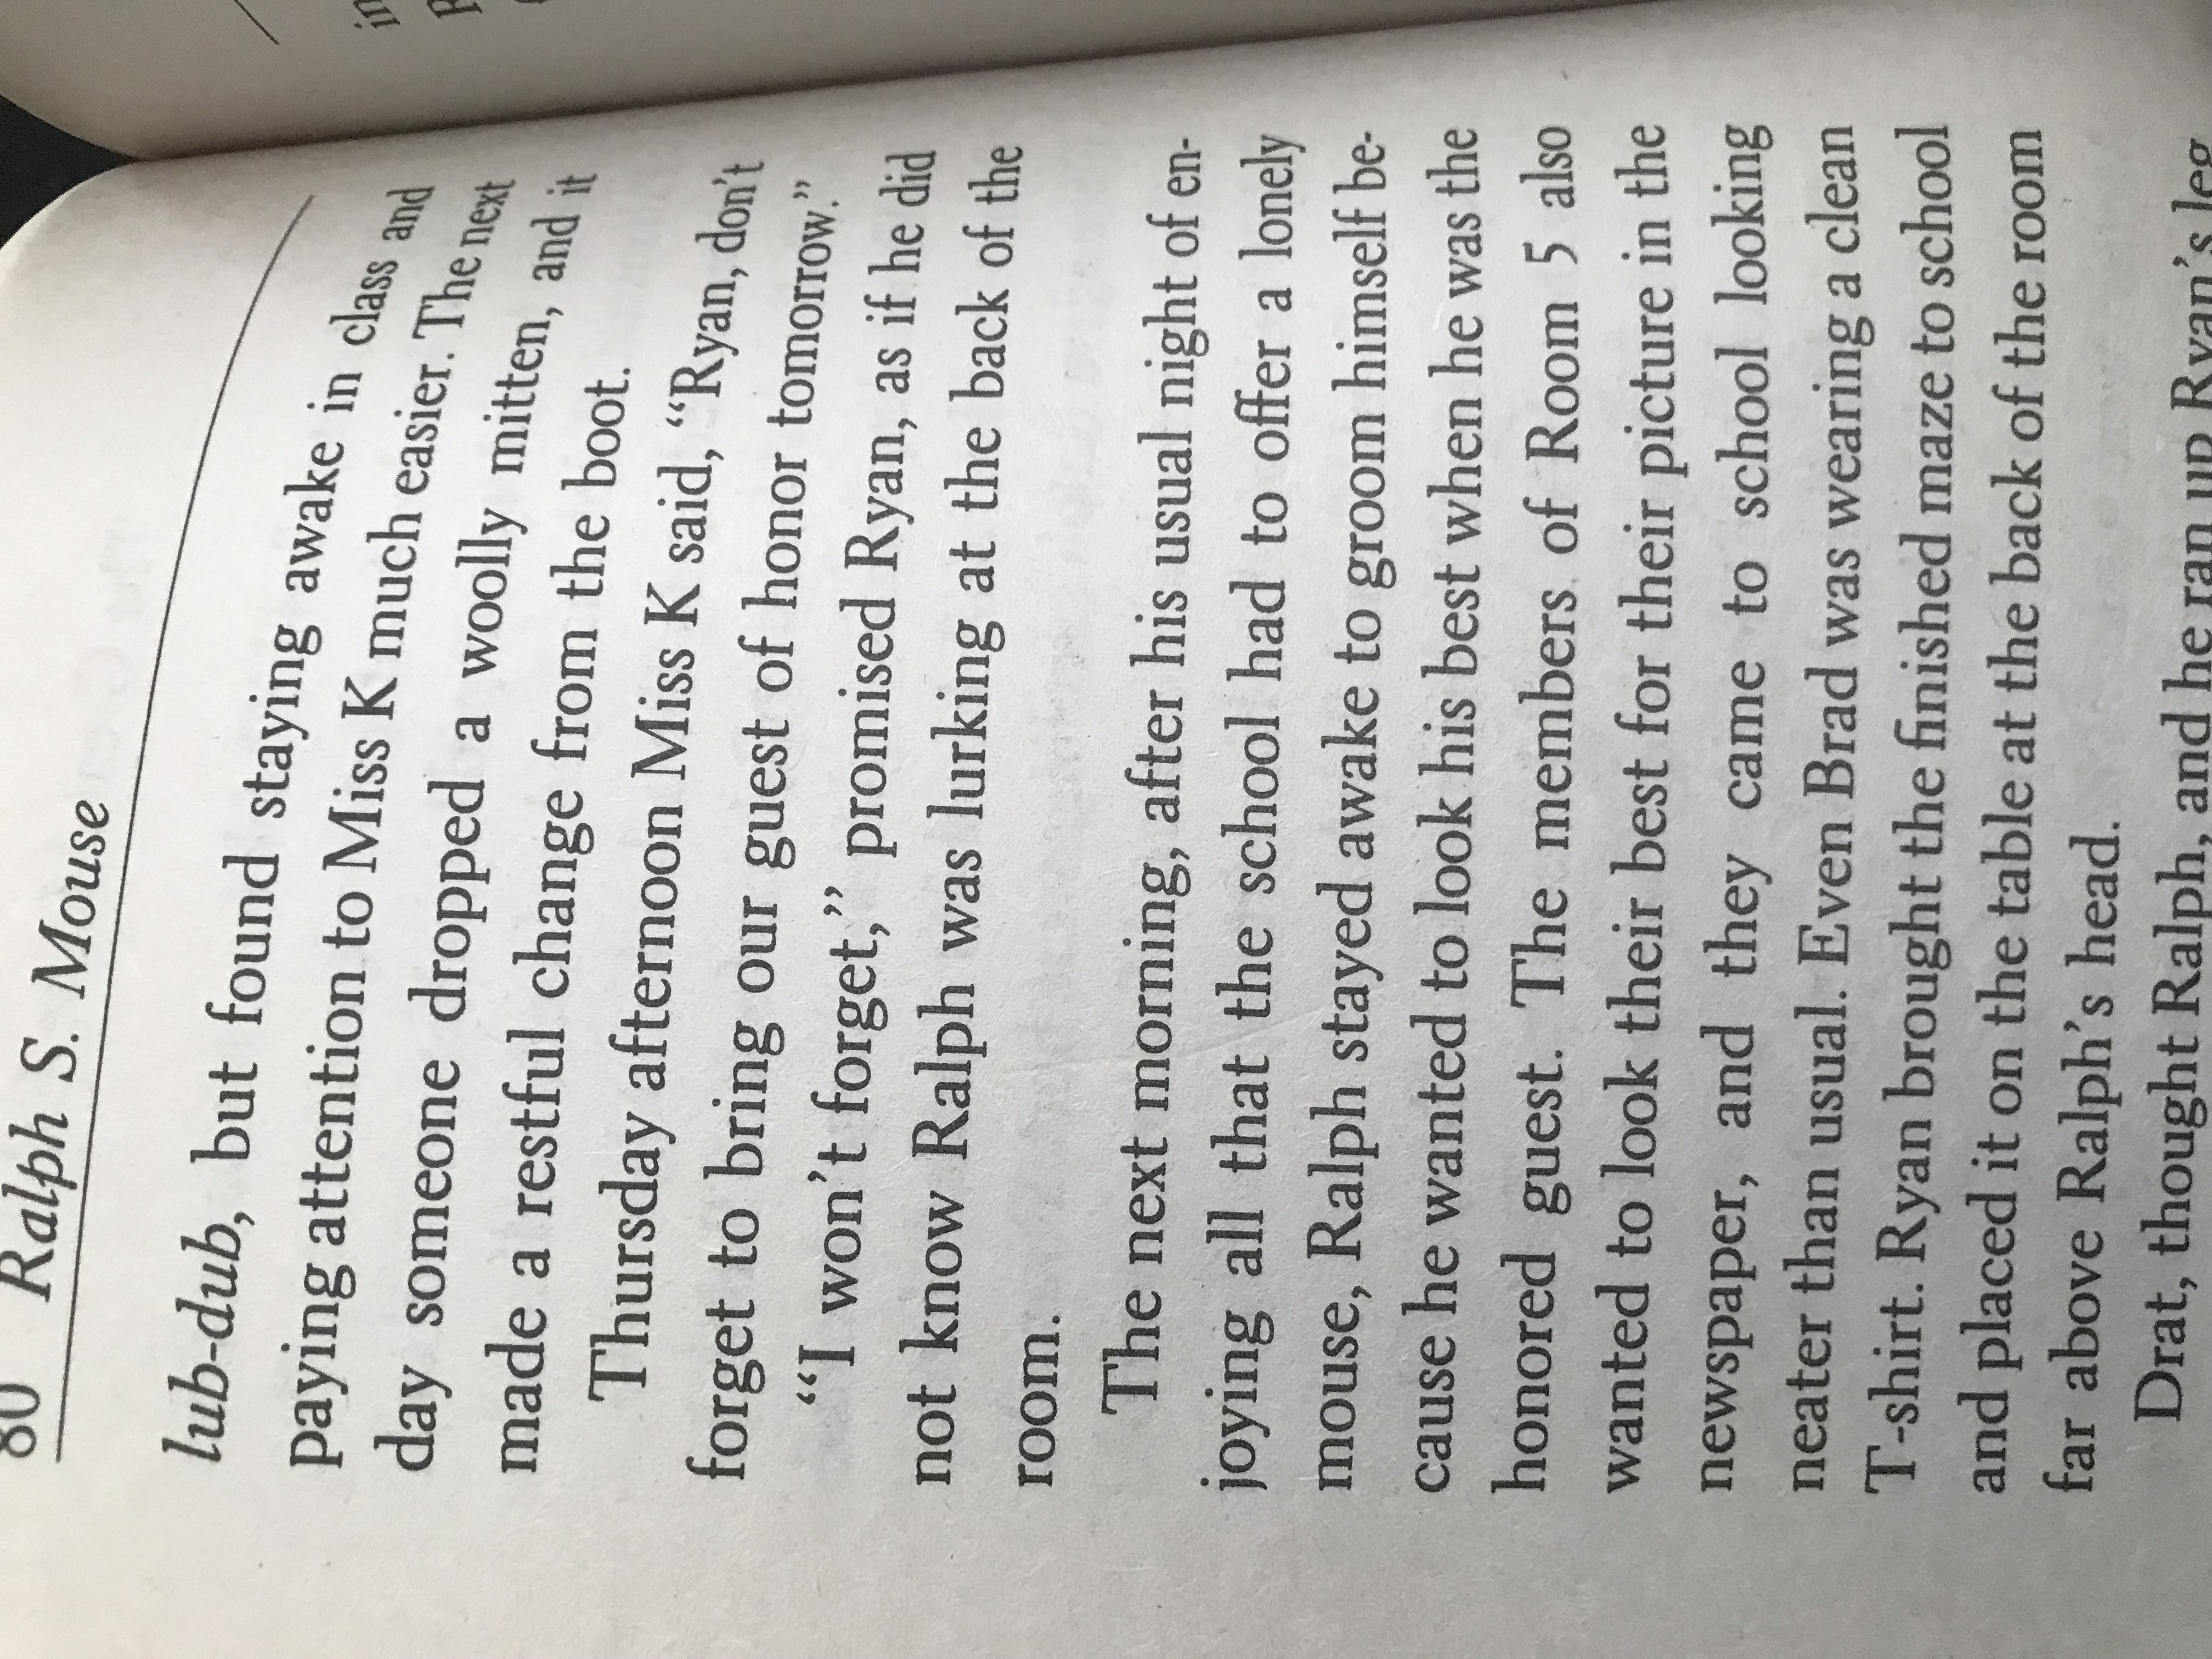 80 Ralph S. Mouse
lub-dub, but found staying awake in class and
paying attention to Miss K much easier. The next
day someone dropped a woolly mitten, and it
made a restful change from the boot.
Thursday afternoon Miss K said, “Ryan, don't
forget to bring our guest of honor tomorrow.”
“I won't forget,” promised Ryan, as if he did
not know Ralph was lurking at the back of the
room.
The next morning, after his usual night of en-
joying all that the school had to offer a lonely
mouse, Ralph stayed awake to groom himself be-
cause he wanted to look his best when he was the
honored guest. The members of Room 5 also
wanted to look their best for their picture in the
newspaper, and they came to school looking
neater than usual. Even Brad was wearing a clean
T-shirt. Ryan brought the finished maze to school
and placed it on the table at the back of the room
far above Ralph's head.
Drat, thought Ralph, and he ran up Ryan's leg